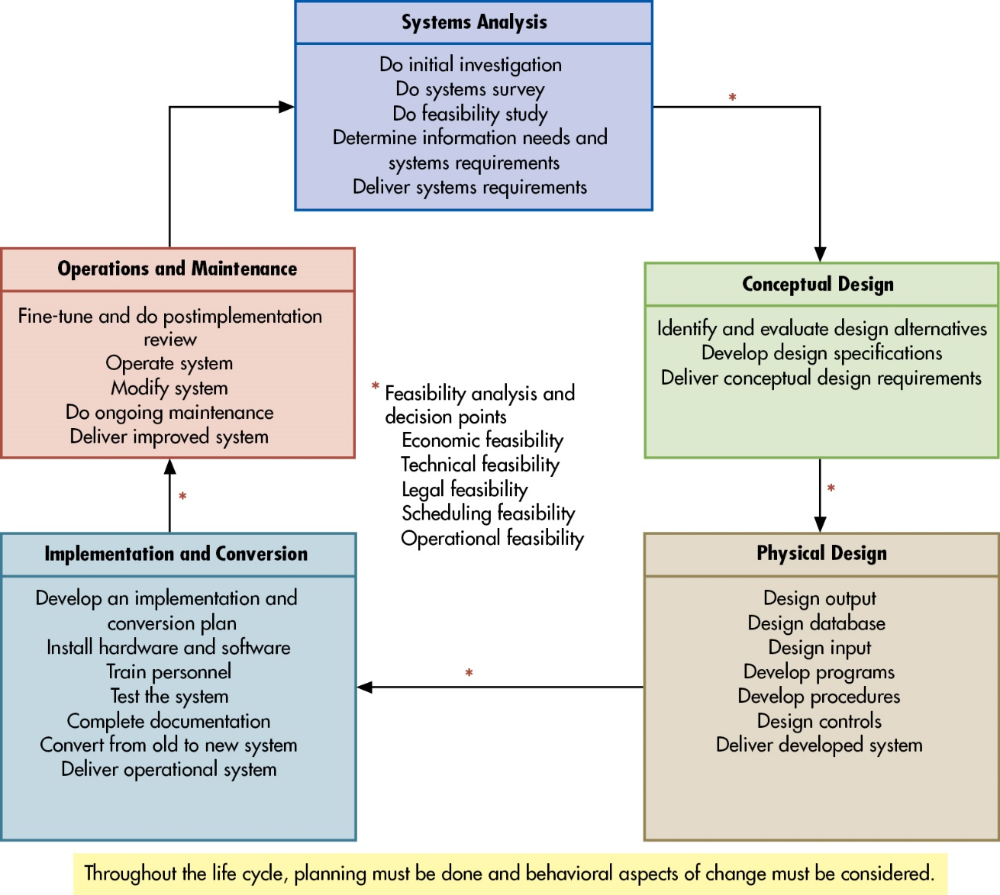 Systems Analysis
Do initial investigation
Do systems survey
Do feasibility study
Determine information needs and
systems requirements
Deliver systems requirements
*
Conceptual Design
Identify and evaluate design alternatives
Develop design specifications
Deliver conceptual design requirements
*
Physical Design
Design output
Design database
Design input
Develop programs
Develop procedures
Design controls
Deliver developed system
*
Implementation and Conversion
Develop an implementation and
conversion plan
Install hardware and software
Train personnel
Test the system
Complete documentation
Convert from old to new system
Deliver operational system
*
Operations and Maintenance
Fine-tune and do postimplementation
review
Operate system
Modify system
Do ongoing maintenance
Deliver improved system
* Feasibility analysis and
decision points
Economic feasibility
Technical feasibility
Legal feasibility
Scheduling feasibility
Operational feasibility
Throughout the life cycle, planning must be done and behavioral aspects of change must be considered.